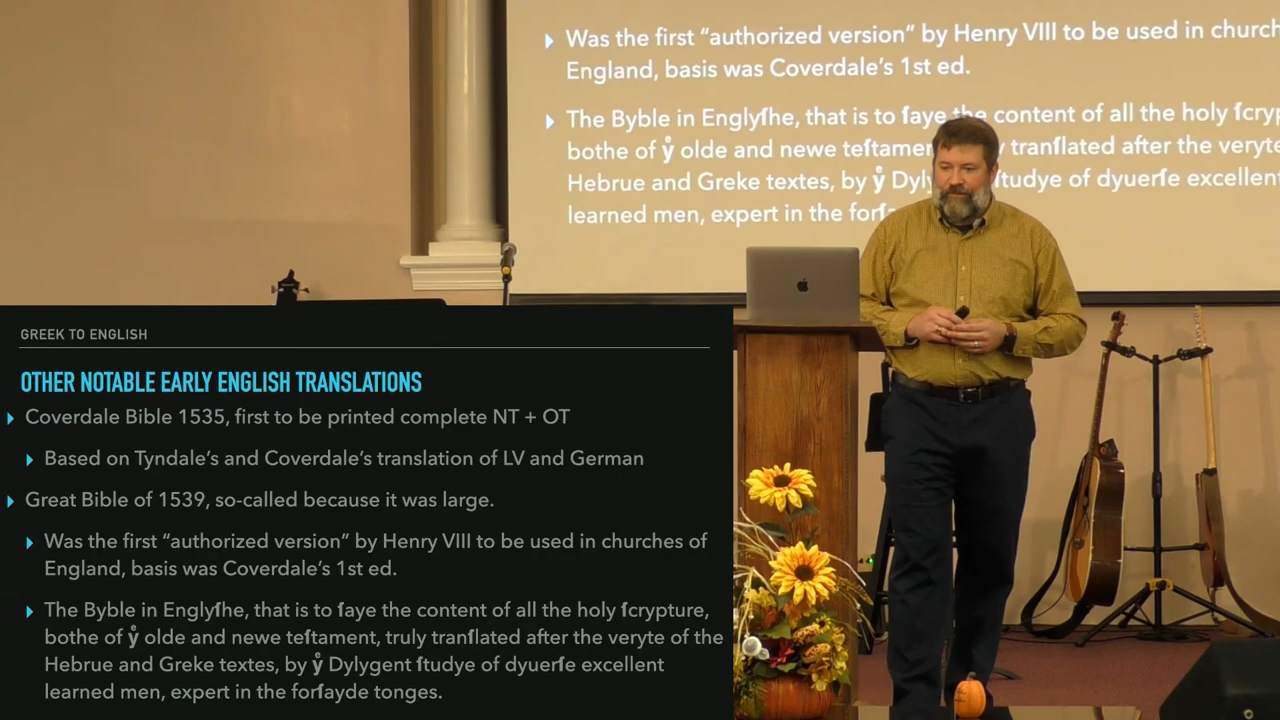 Was the first “authorized version” by Henry VIII to be used in church
England, basis was Coverdale’s 1st ed.
The Byble in Englyſhe, that is to ſaye the content of all the holy ſcryp
bothe of yͤ olde and newe teſtamen tranſlated after the veryte
Hebrue and Greke textes, by yͤ Dyly ſtudye of dyuerſe excellent
learned men, expert in the forſa
GREEK TO ENGLISH
OTHER NOTABLE EARLY ENGLISH TRANSLATIONS
Coverdale Bible 1535, first to be printed complete NT + OT
Based on Tyndale’s and Coverdale’s translation of LV and German
Great Bible of 1539, so-called because it was large.
Was the first “authorized version” by Henry VIII to be used in churches of
England, basis was Coverdale’s 1st ed.
The Byble in Englyſhe, that is to ſaye the content of all the holy ſcrypture,
bothe of yͤ olde and newe teſtament, truly tranſlated after the veryte of the
Hebrue and Greke textes, by yͤ Dylygent ſtudye of dyuerſe excellent
learned men, expert in the forſayde tonges.